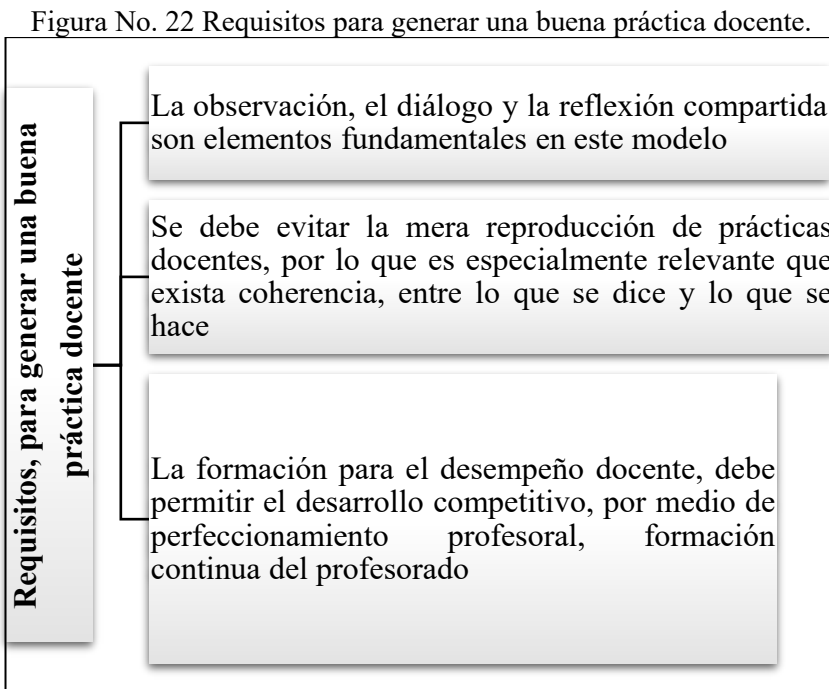 Figura No. 22 Requisitos para generar una buena práctica docente.
Requisitos, para generar una buena
práctica docente
La observación, el diálogo y la reflexión compartida
son elementos fundamentales en este modelo
Se debe evitar la mera reproducción de prácticas
docentes, por lo que es especialmente relevante que
exista coherencia, entre lo que se dice y lo que se
hace
La formación para el desempeño docente, debe
permitir el desarrollo competitivo, por medio de
perfeccionamiento profesoral, formación
continua del profesorado